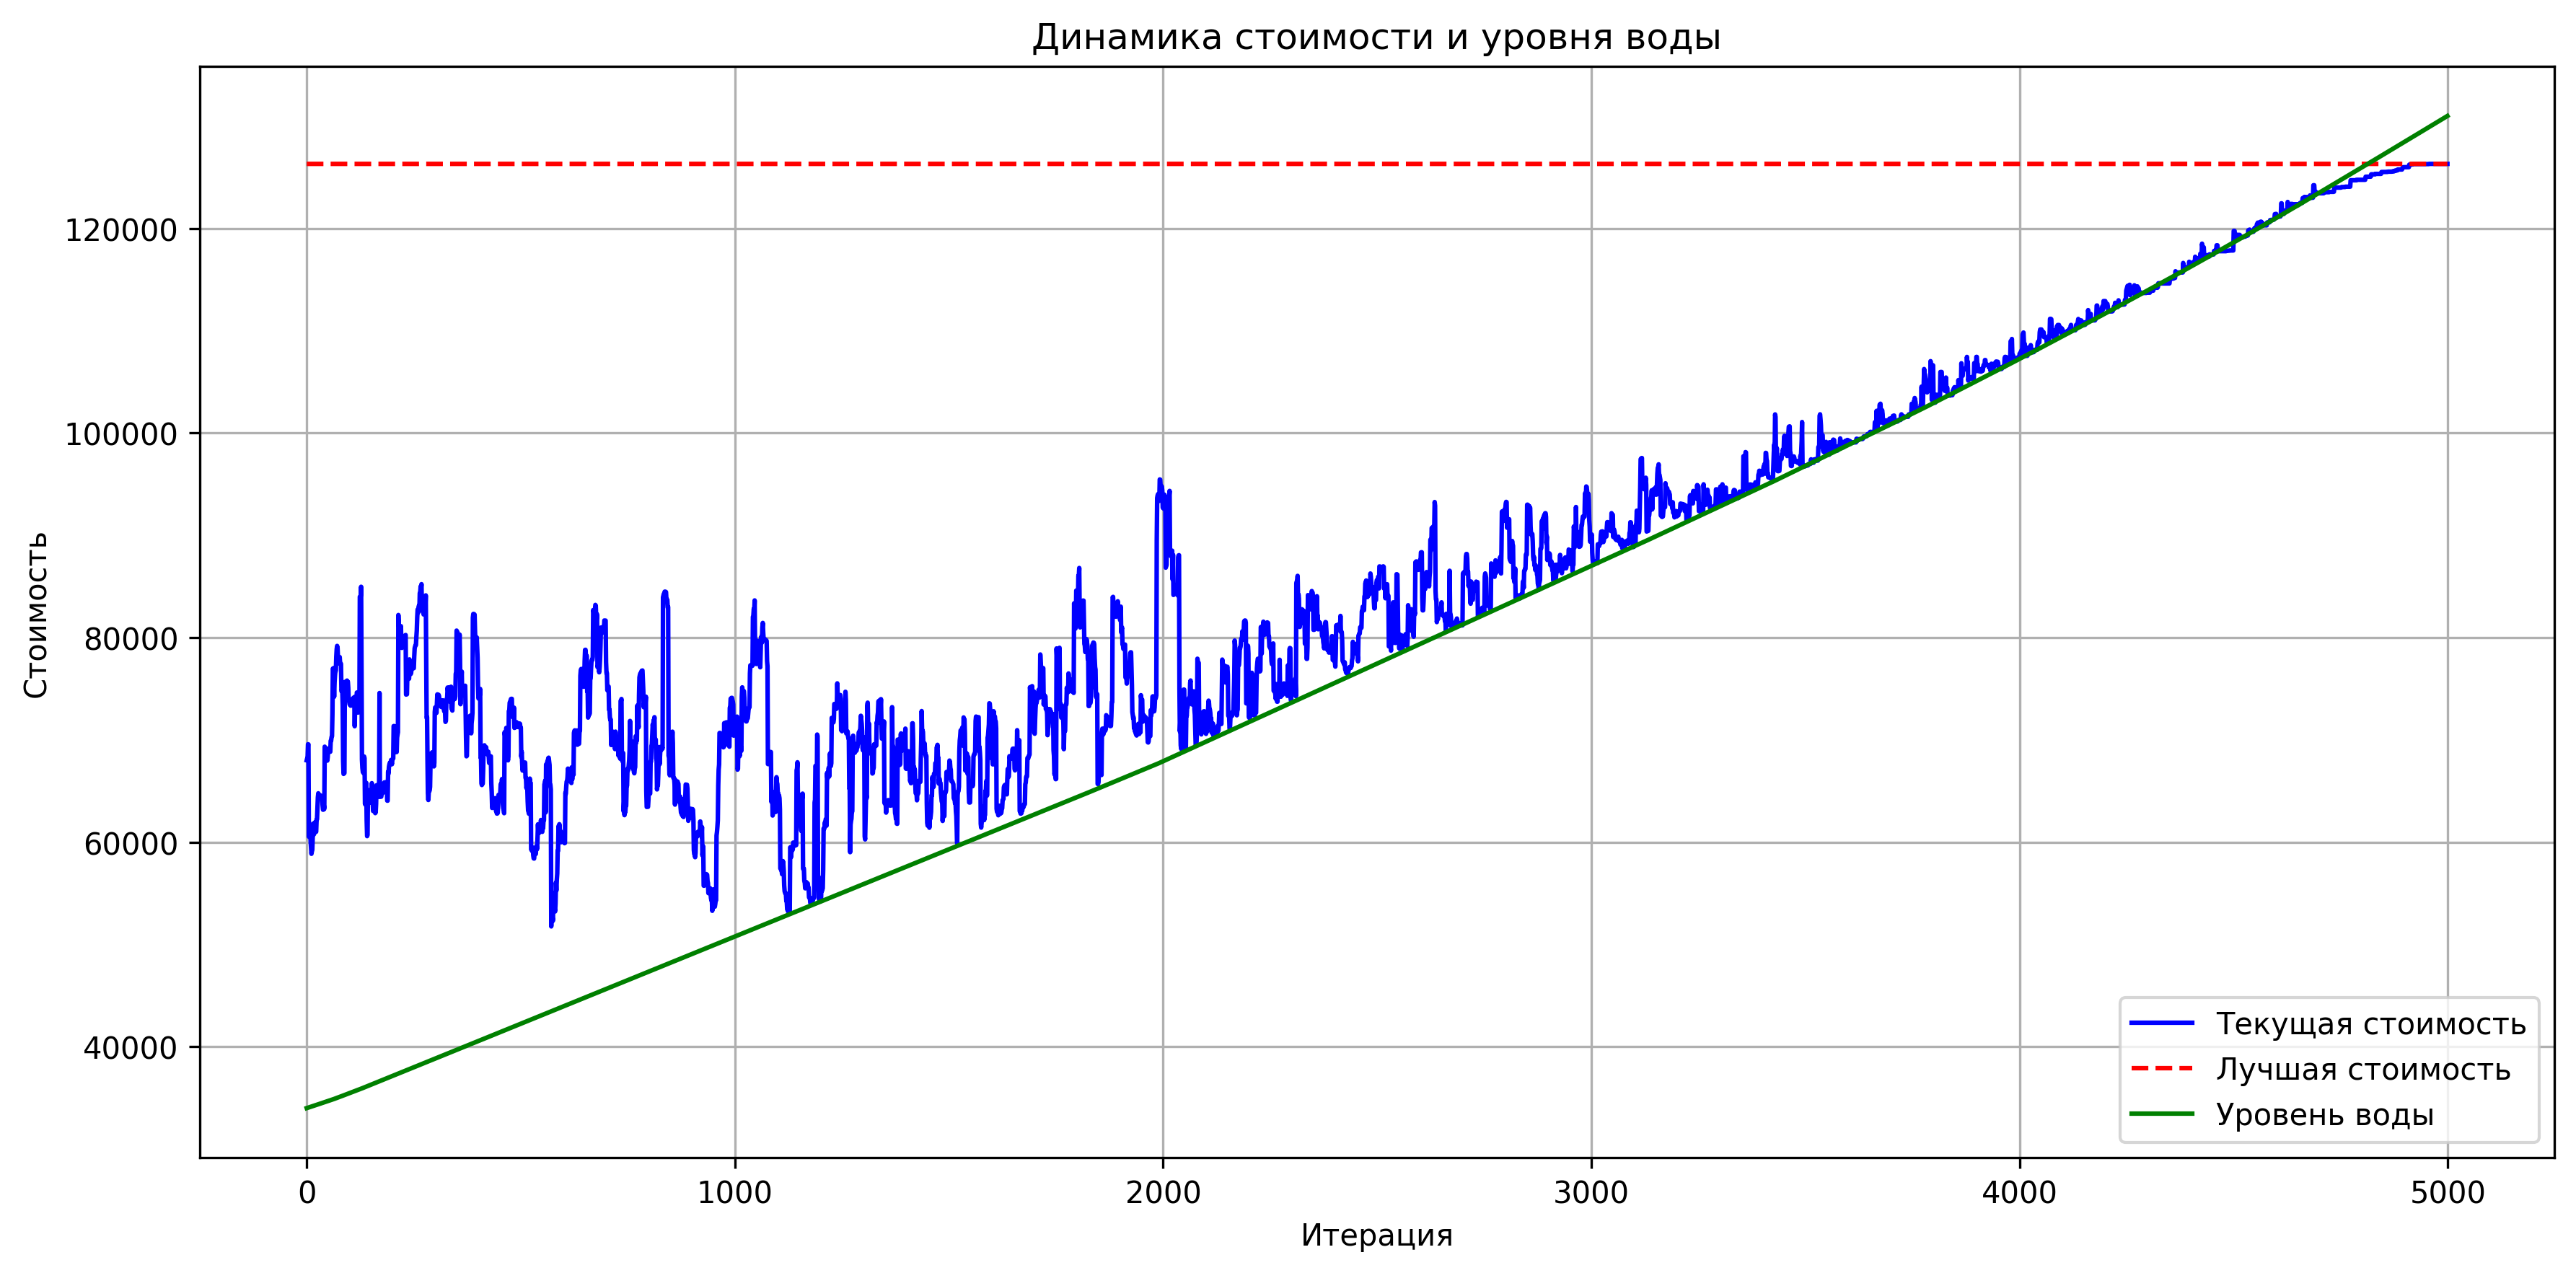 Динамика стоимости и уровня воды
Стоимость
120000
100000
80000
60000
40000
0 1000 2000 3000 4000 5000
Итерация
Текущая стоимость
Лучшая стоимость
Уровень воды